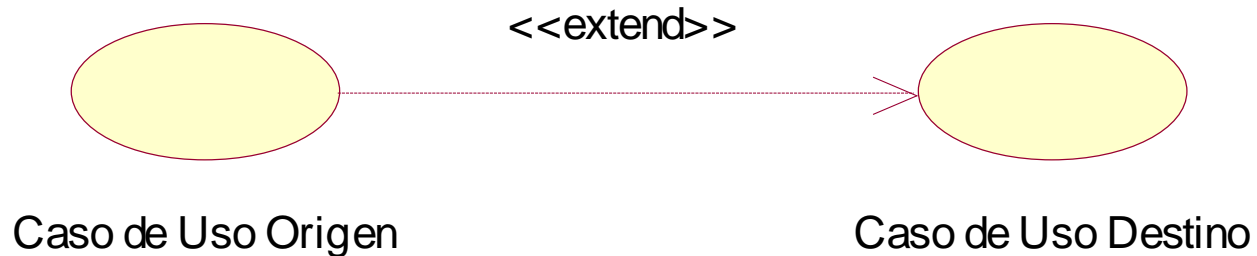 <<extend>>
Caso de Uso Origen
Caso de Uso Destino